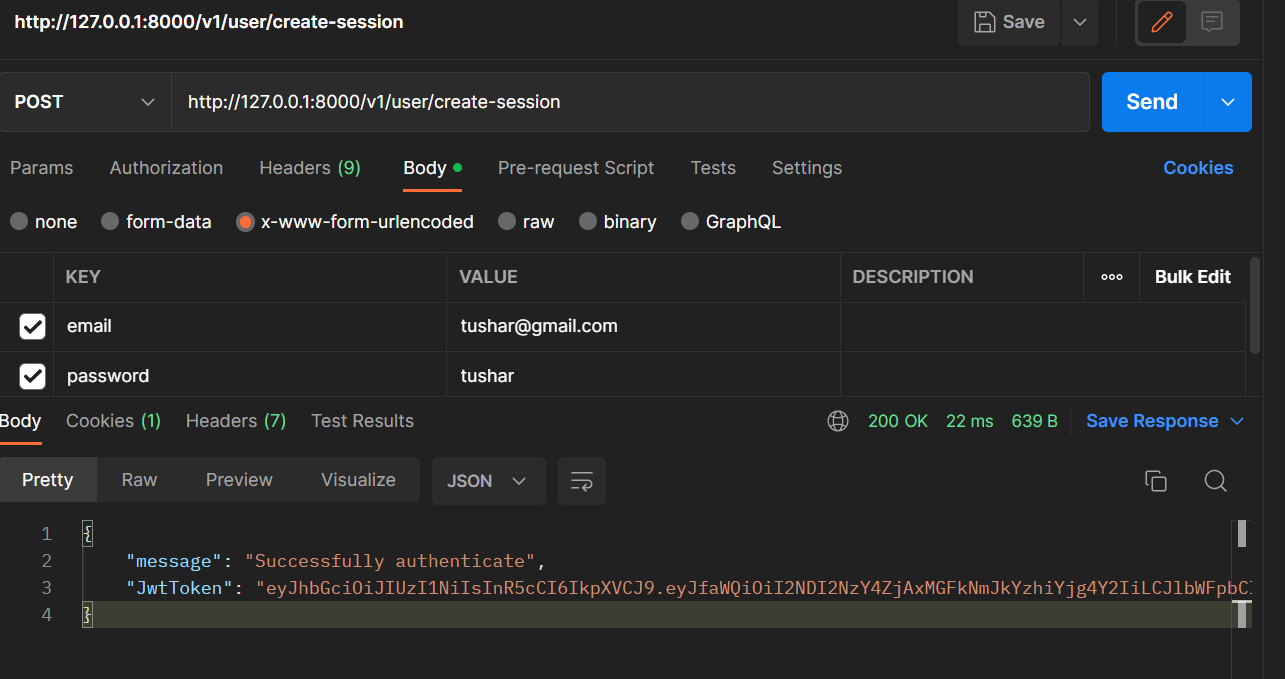 http://127.0.0.1:8000/v1/user/create-session
Save
POST http://127.0.0.1:8000/v1/user/create-session Send
Params Authorization Headers (9) Body Pre-request Script Tests Settings Cookies
none form-data x-www-form-urlencoded raw binary GraphQL
KEY VALUE DESCRIPTION ooo Bulk Edit
email tushar@gmail.com
password tushar
Body Cookies (1) Headers (7) Test Results 200 OK 22 ms 639 B Save Response
Pretty Raw Preview Visualize JSON
1 {
2 "message": "Successfully authenticate",
3 "JwtToken": "eyJhbGciOiJIUzI1NiIsInR5cCI6IkpXVCJ9.eyJfaWQiOiI2NDI2NzY4ZjAxMGFkNmJkYzhiYjg4Y2IiLCJlbWFpbCI
4 }